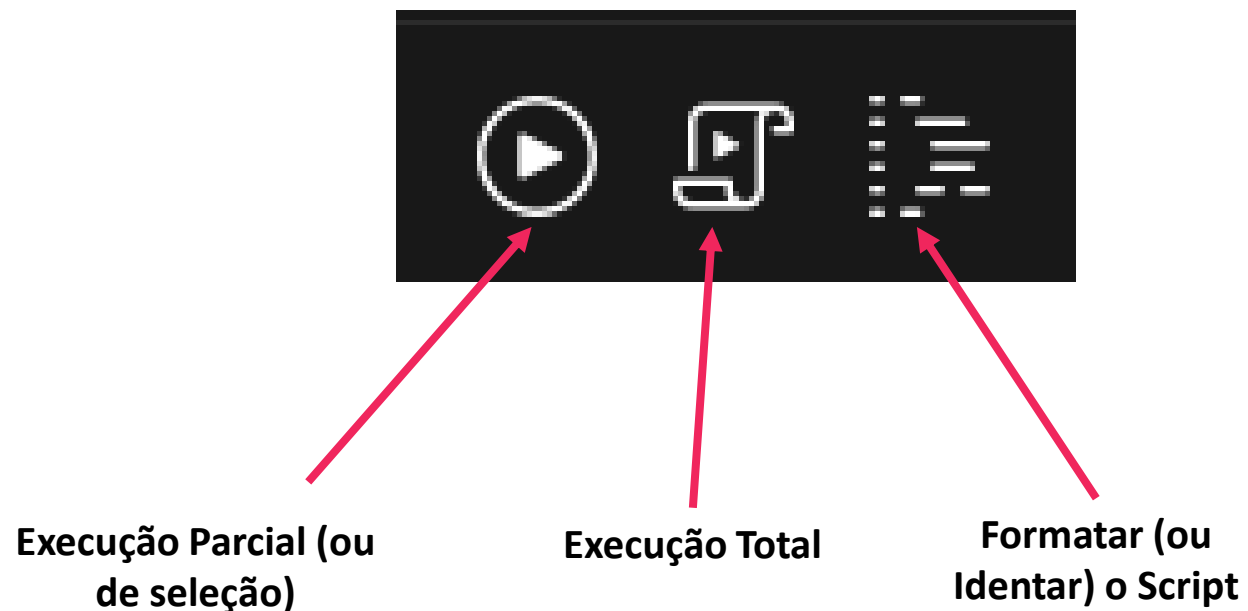 Execução Parcial (ou
de seleção)
Execução Total
Formatar (ou
Identar) o Script